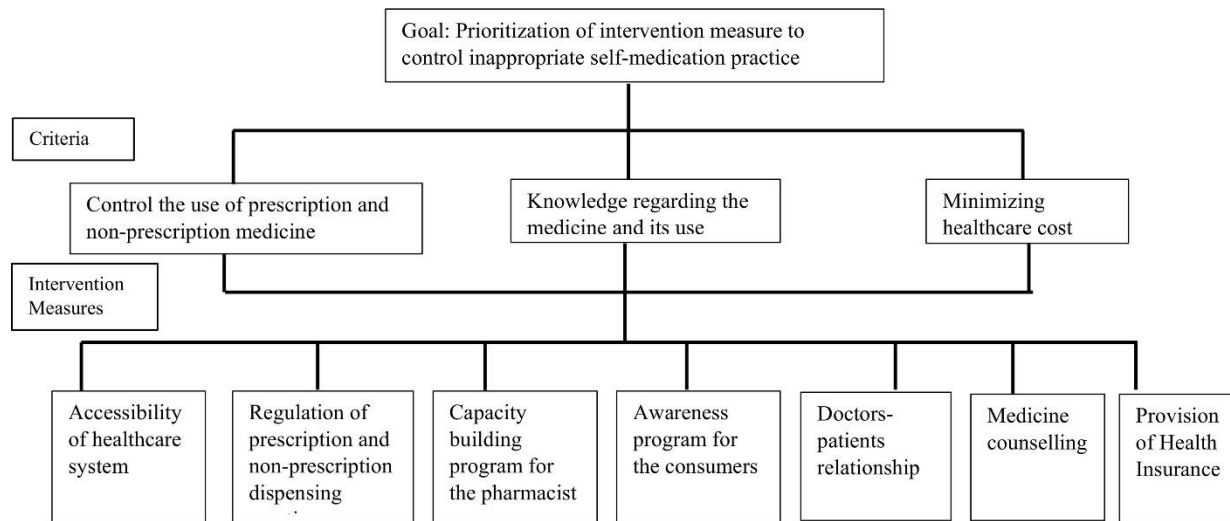 Goal: Prioritization of intervention measure to
control inappropriate self-medication practice
Criteria
Control the use of prescription and
non-prescription medicine
Knowledge regarding the
medicine and its use
Minimizing
healthcare cost
Intervention
Measures
Accessibility
of healthcare
system
Regulation of
prescription and
non-prescription
dispensing
Capacity
building
program for
the pharmacist
Awareness
program for
the consumers
Doctors-
patients
relationship
Medicine
counselling
Provision
of Health
Insurance